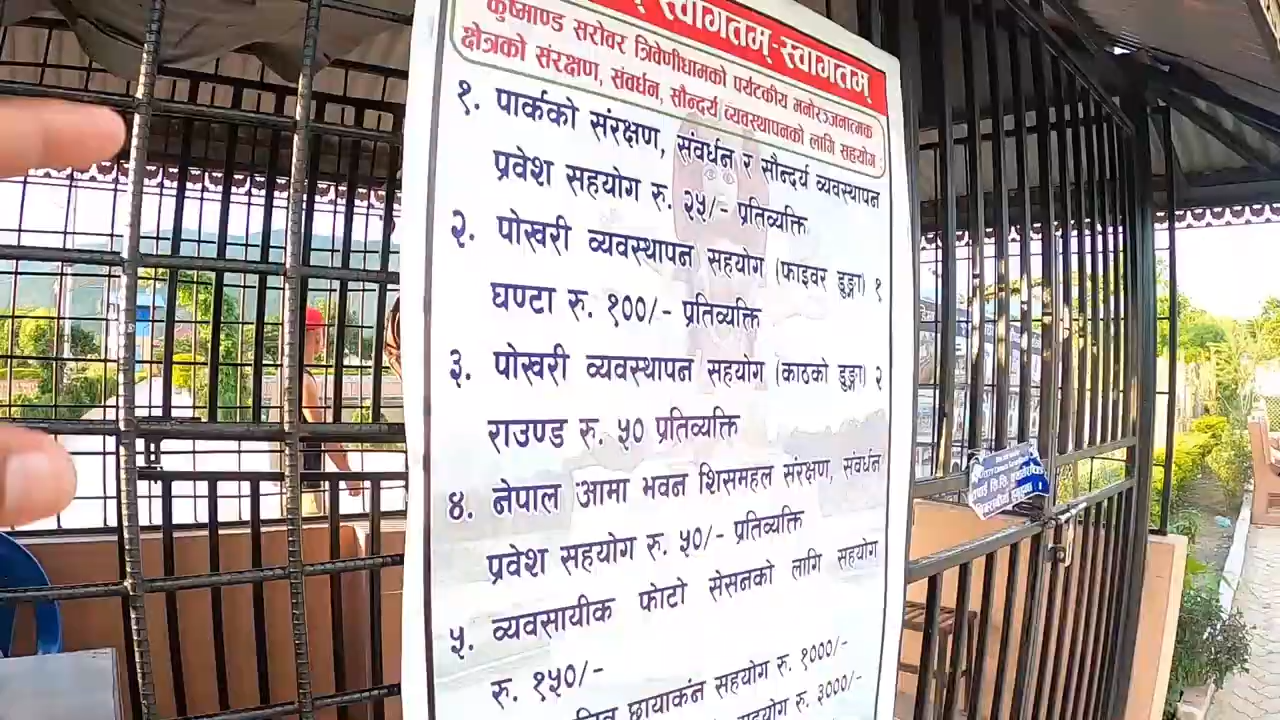 स्वागतम्-स्वागतम्
कुष्माण्ड सरोवर त्रिवेणीधामको पर्यटकीय मनोरञ्जनात्मक
क्षेत्रको संरक्षण, संवर्धन, सौन्दर्य व्यवस्थापनको लागि सहयोग :
१. पार्कको संरक्षण, संवर्धन र सौन्दर्य व्यवस्थापन
प्रवेश सहयोग रु. २५/- प्रतिव्यक्ति
२. पोखरी व्यवस्थापन सहयोग (फाइवर डुङ्गा) १
घण्टा रु. १००/- प्रतिव्यक्ति
३. पोखरी व्यवस्थापन सहयोग (काठको डुङ्गा) २
राउण्ड रु. ५० प्रतिव्यक्ति
४. नेपाल आमा भवन शिसमहल संरक्षण, संवर्धन
प्रवेश सहयोग रु. ५०/- प्रतिव्यक्ति
५. व्यवसायीक फोटो सेसनको लागि सहयोग
रु. १५०/-
छायाकंन सहयोग रु. १०००/-
सहयोग रु. ३०००/-